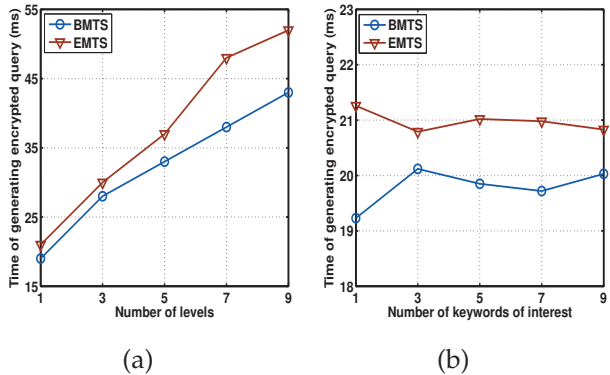 Time of generating encrypted query (ms)
55
45
35
25
15
BMTS
EMTS
1 3 5 7 9
Number of levels
(a)
Time of generating encrypted query (ms)
23
22
21
20
19
18
BMTS
EMTS
1 3 5 7 9
Number of keywords of interest
(b)